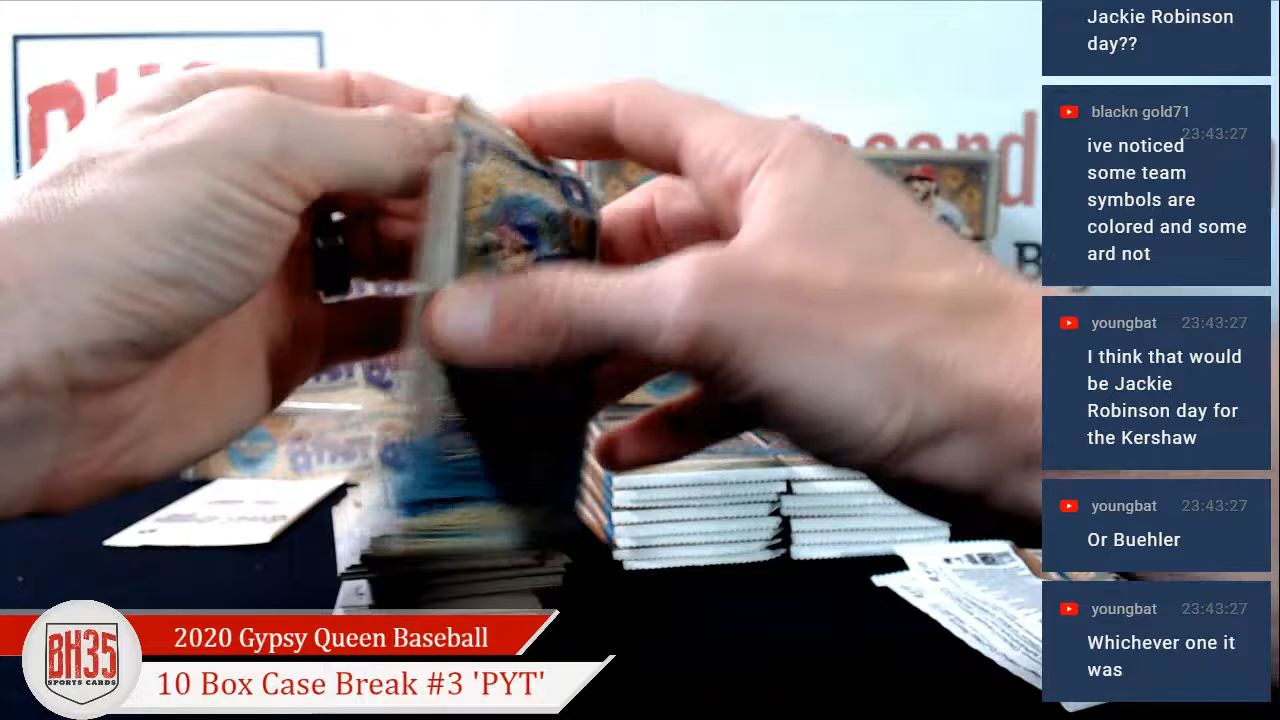 Jackie Robinson
day??
blackn gold71
23:43:27
ive noticed
some team
symbols are
colored and some
ard not
youngbat 23:43:27
I think that would
be Jackie
Robinson day for
the Kershaw
youngbat 23:43:27
Or Buehler
youngbat 23:43:27
Whichever one it
was
BH35
SPORTS CARDS
2020 Gypsy Queen Baseball
10 Box Case Break #3 'PYT'